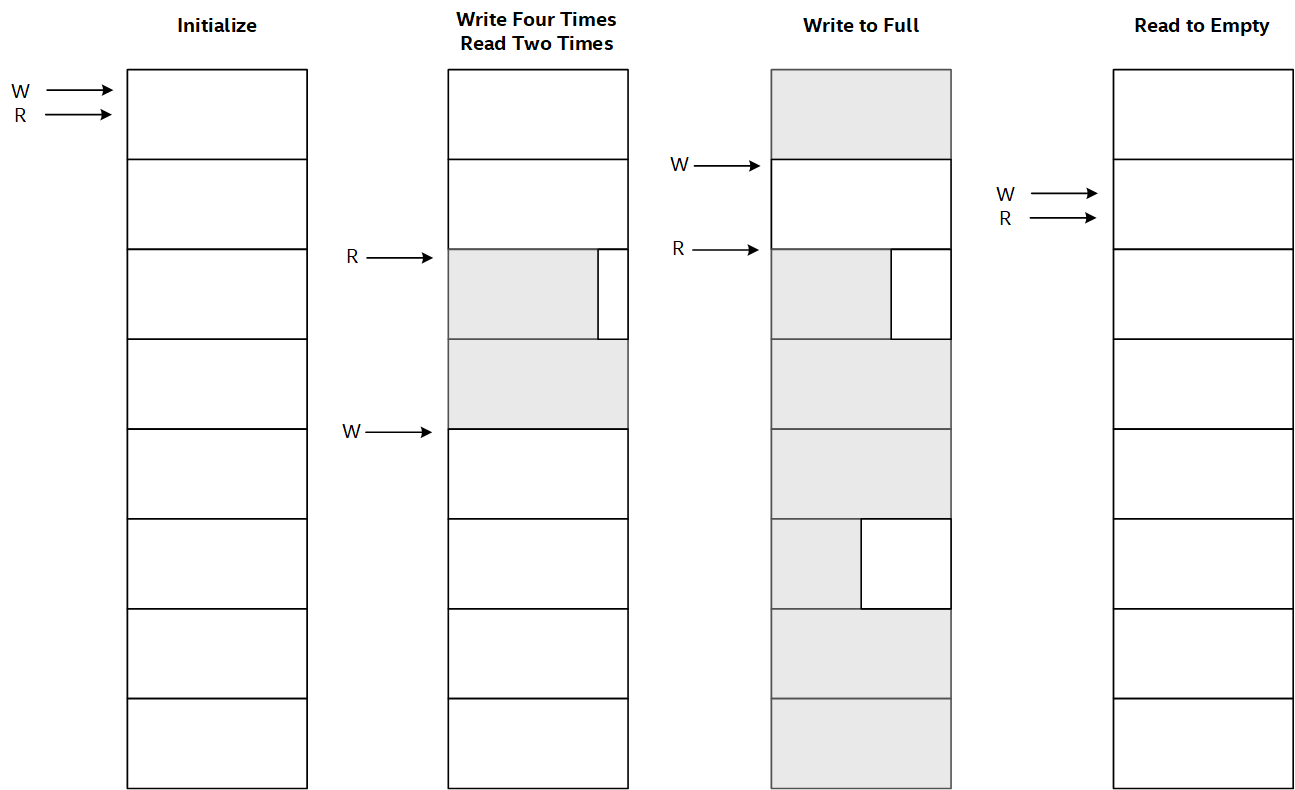 Initialize
Write Four Times
Read Two Times
Write to Full
Read to Empty
W
R
R
W
W
R
W
R